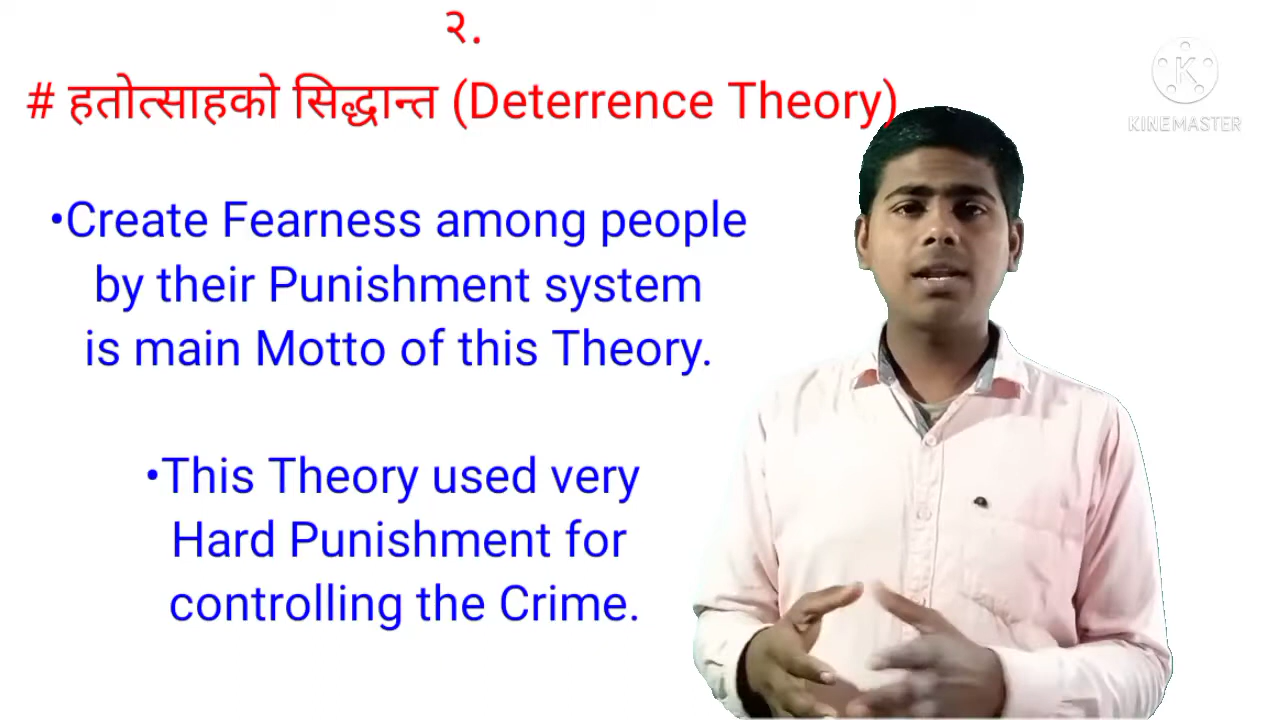 २.
# हतोत्साहको सिद्धान्त (Deterrence Theory)
K
KINEMASTER
•Create Fearness among people
by their Punishment system
is main Motto of this Theory.
•This Theory used very
Hard Punishment for
controlling the Crime.